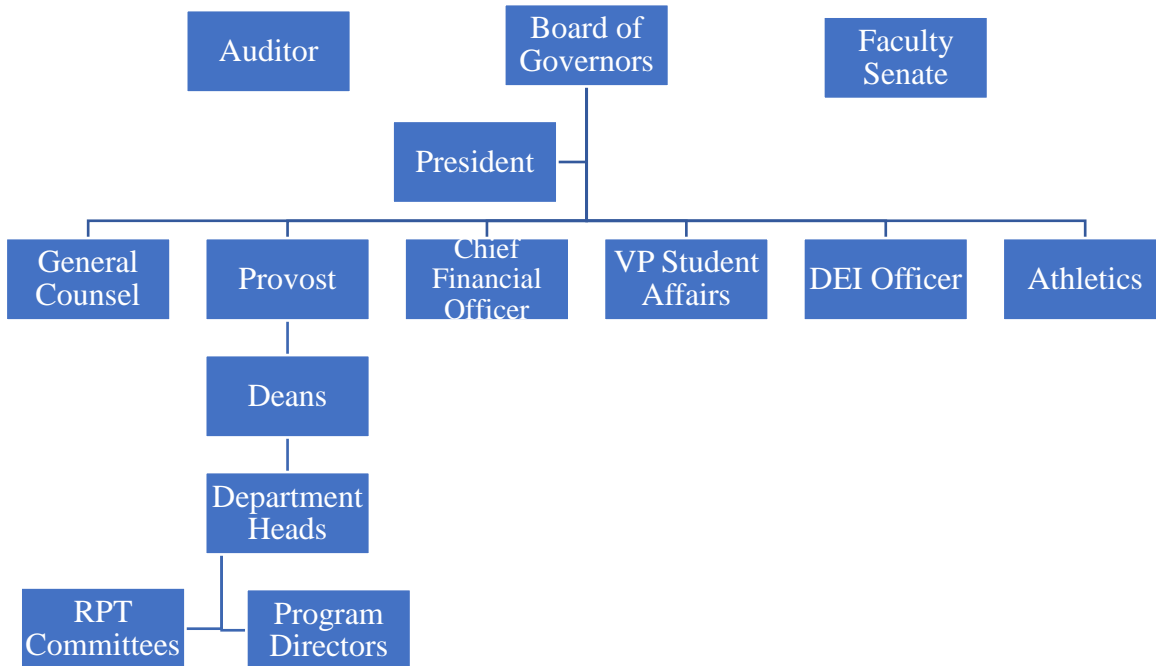 Auditor
Board of
Governors
Faculty
Senate
President
General
Counsel
Provost
Chief
Financial
Officer
VP Student
Affairs
DEI Officer
Athletics
Deans
Department
Heads
RPT
Committees
Program
Directors